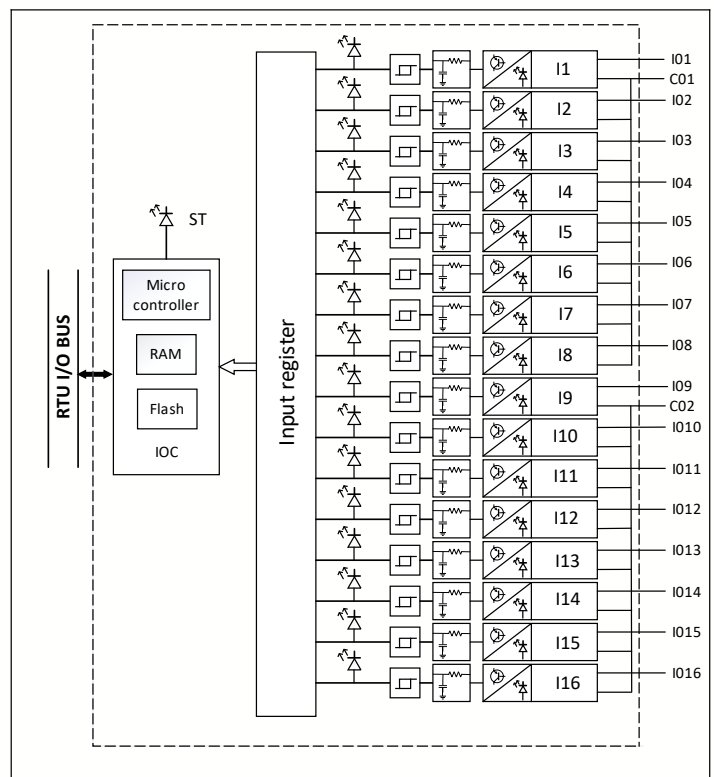 ST
Micro
controller
RAM
Flash
IOC
RTU I/O BUS
Input register
I1
I2
I3
I4
I5
I6
I7
I8
I9
I10
I11
I12
I13
I14
I15
I16
I01
C01
I02
I03
I04
I05
I06
I07
I08
I09
C02
I010
I011
I012
I013
I014
I015
I016